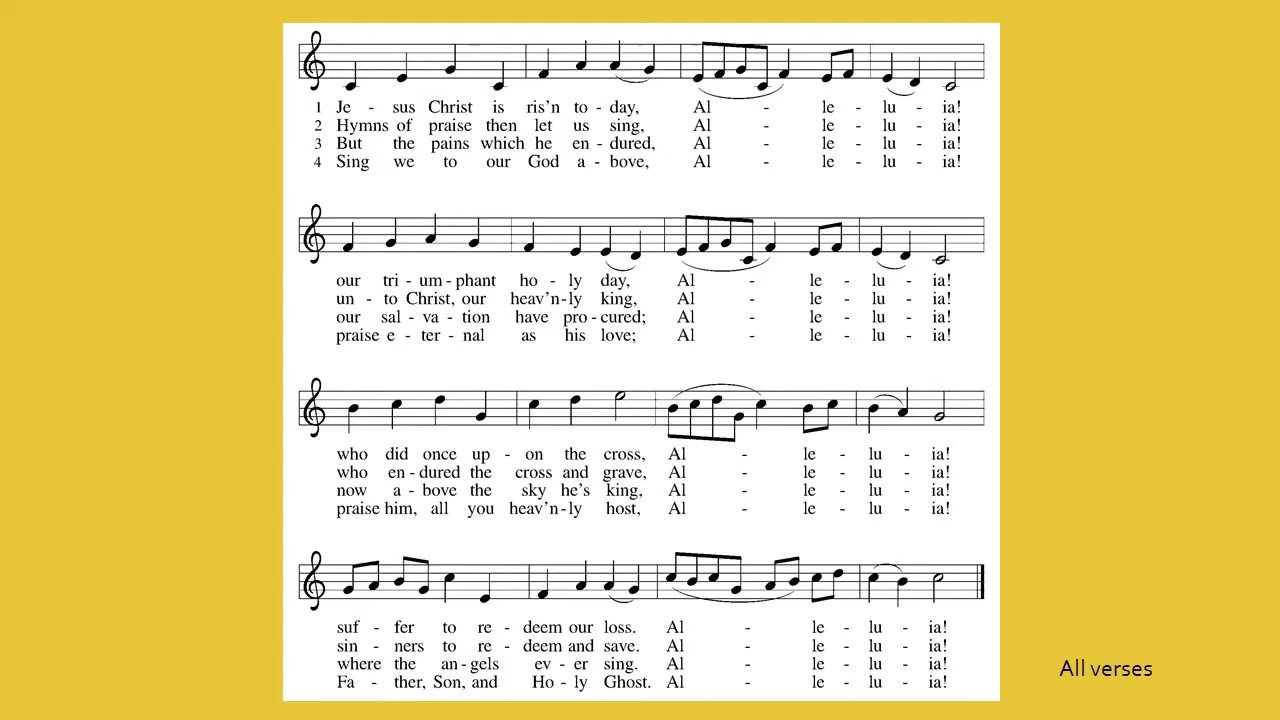 1 Je - sus Christ is ris'n to - day, Al - le - lu - ia!
2 Hymns of praise then let us sing, Al - le - lu - ia!
3 But the pains which he en - dured, Al - le - lu - ia!
4 Sing we to our God a - bove, Al - le - lu - ia!
our tri - um - phant ho - ly day, Al - le - lu - ia!
un - to Christ, our heav'n - ly king, Al - le - lu - ia!
our sal - va - tion have pro - cured; Al - le - lu - ia!
praise e - ter - nal as his love; Al - le - lu - ia!
who did once up - on the cross, Al - le - lu - ia!
who en - dured the cross and grave, Al - le - lu - ia!
now a - bove the sky he's king, Al - le - lu - ia!
praise him, all you heav'n - ly host, Al - le - lu - ia!
suf - fer to re - deem our loss. Al - le - lu - ia!
sin - ners to re - deem and save. Al - le - lu - ia!
where the an - gels ev - er sing. Al - le - lu - ia!
Fa - ther, Son, and Ho - ly Ghost. Al - le - lu - ia!
All verses